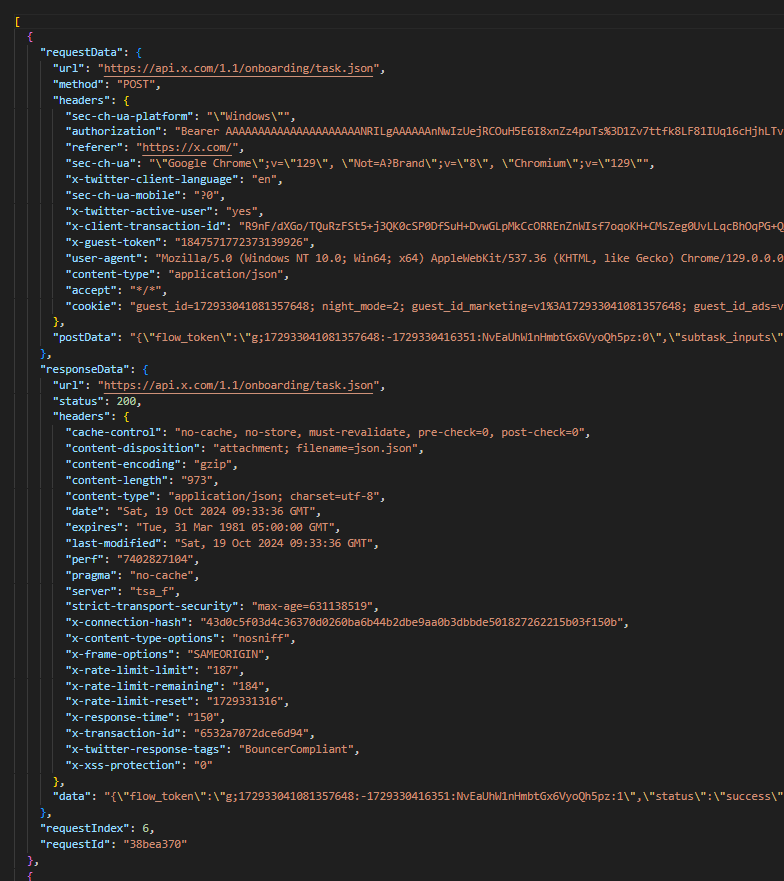 [
{
"requestData": {
"url": "https://api.x.com/1.1/onboarding/task.json",
"method": "POST",
"headers": {
"sec-ch-ua-platform": "\"Windows\"",
"authorization": "Bearer AAAAAAAAAAAAAAAAAAAAANRILgAAAAAAnNwIzUejRCOuH5E6I8xnZz4puTs%3D1Zv7ttfk8LF81IUq16cHjhLTv
"referer": "https://x.com/",
"sec-ch-ua": "\"Google Chrome\";v=\"129\", \"Not=A?Brand\";v=\"8\", \"Chromium\";v=\"129\"",
"x-twitter-client-language": "en",
"sec-ch-ua-mobile": "?0",
"x-twitter-active-user": "yes",
"x-client-transaction-id": "R9nF/dXGo/TQuRzFSt5+j3QK0cSP0DfSuH+DvwGLpMkCcORREnZnWIsf7oqoKH+CMsZeg0UvLLqcBhOqPG+Q
"x-guest-token": "1847571772373139926",
"user-agent": "Mozilla/5.0 (Windows NT 10.0; Win64; x64) AppleWebKit/537.36 (KHTML, like Gecko) Chrome/129.0.0.0
"content-type": "application/json",
"accept": "*/*",
"cookie": "guest_id=172933041081357648; night_mode=2; guest_id_marketing=v1%3A172933041081357648; guest_id_ads=v
},
"postData": "{\"flow_token\":\"g;172933041081357648:-1729330416351:NvEaUhW1nHmbtGx6VyoQh5pz:0\",\"subtask_inputs\"
},
"responseData": {
"url": "https://api.x.com/1.1/onboarding/task.json",
"status": 200,
"headers": {
"cache-control": "no-cache, no-store, must-revalidate, pre-check=0, post-check=0",
"content-disposition": "attachment; filename=json.json",
"content-encoding": "gzip",
"content-length": "973",
"content-type": "application/json; charset=utf-8",
"date": "Sat, 19 Oct 2024 09:33:36 GMT",
"expires": "Tue, 31 Mar 1981 05:00:00 GMT",
"last-modified": "Sat, 19 Oct 2024 09:33:36 GMT",
"perf": "7402827104",
"pragma": "no-cache",
"server": "tsa_f",
"strict-transport-security": "max-age=631138519",
"x-connection-hash": "43d0c5f03d4c36370d0260ba6b44b2dbe9aa0b3dbbde501827262215b03f150b",
"x-content-type-options": "nosniff",
"x-frame-options": "SAMEORIGIN",
"x-rate-limit-limit": "187",
"x-rate-limit-remaining": "184",
"x-rate-limit-reset": "1729331316",
"x-response-time": "150",
"x-transaction-id": "6532a7072dce6d94",
"x-twitter-response-tags": "BouncerCompliant",
"x-xss-protection": "0"
},
"data": "{\"flow_token\":\"g;172933041081357648:-1729330416351:NvEaUhW1nHmbtGx6VyoQh5pz:1\",\"status\":\"success\"
},
"requestIndex": 6,
"requestId": "38bea370"
},
{